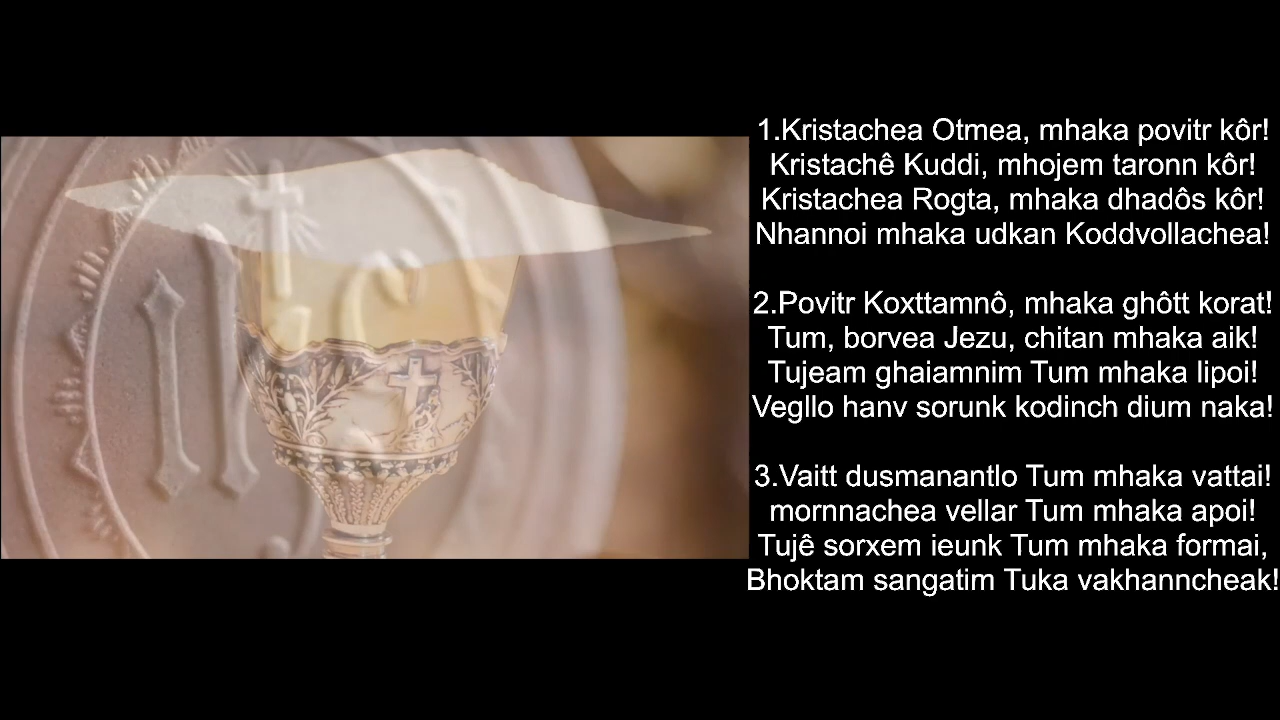 1.Kristachea Otmea, mhaka povitr kôr!
Kristachê Kuddi, mhojem taronn kôr!
Kristachea Rogta, mhaka dhadôs kôr!
Nhannoi mhaka udkan Koddvollachea!
2.Povitr Koxttamnô, mhaka ghôtt korat!
Tum, borvea Jezu, chitan mhaka aik!
Tujeam ghaiamnim Tum mhaka lipoi!
Vegllo hanv sorunk kodinch dium naka!
3.Vaitt dusmanantlo Tum mhaka vattai!
mornnachea vellar Tum mhaka apoi!
Tujê sorxem ieunk Tum mhaka formai,
Bhoktam sangatim Tuka vakhanncheak!